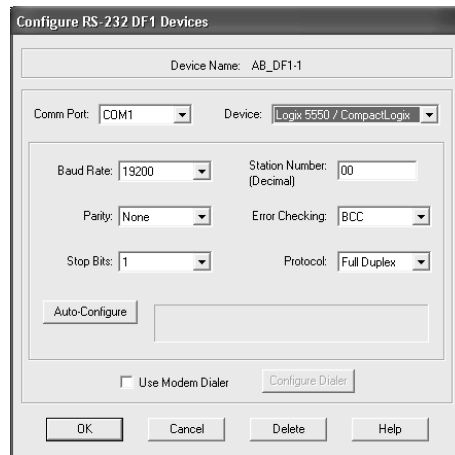 Configure RS-232 DF1 Devices
Device Name: AB_DF1-1
Comm Port: COM1 Device: Logix 5550 / CompactLogix
Baud Rate: 19200 Station Number: 00
(Decimal)
Parity: None Error Checking: BCC
Stop Bits: 1 Protocol: Full Duplex
Auto-Configure
Use Modem Dialer Configure Dialer
OK Cancel Delete Help